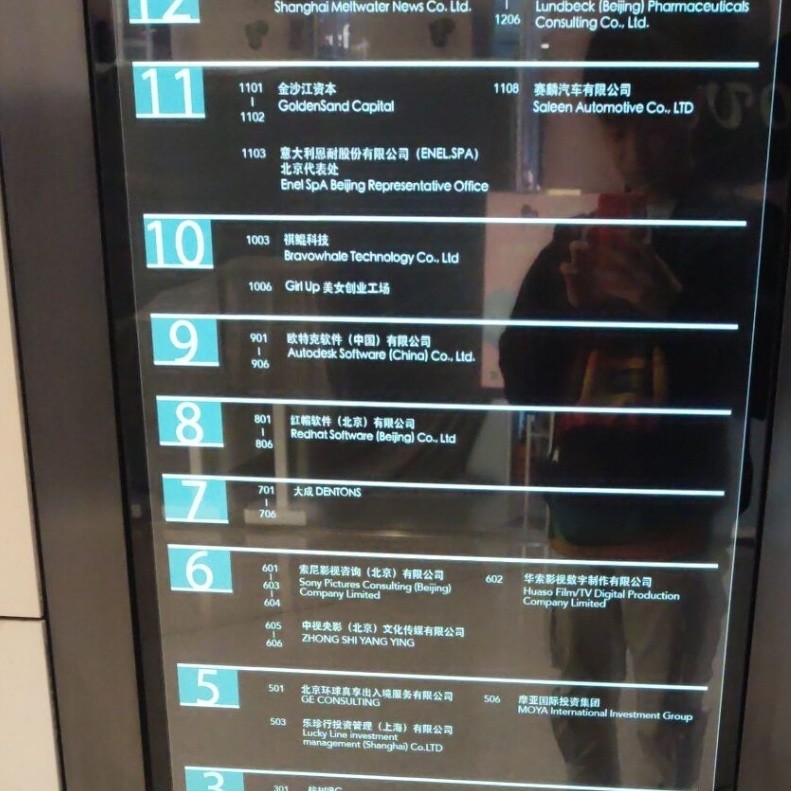 12
Shanghai Meltwater News Co. Ltd.
1206
Lundbeck (Beijing) Pharmaceuticals
Consulting Co., Ltd.
11
1101
1102
金沙江资本
GoldenSand Capital
1108
赛麟汽车有限公司
Saleen Automotive Co., LTD
1103
意大利恩耐股份有限公司（ENEL.SPA）
北京代表处
Enel SpA Beijing Representative Office
10
1003
祺鲲科技
Bravowhale Technology Co., Ltd
1006
Girl Up 美女创业工场
9
901
906
欧特克软件（中国）有限公司
Autodesk Software (China) Co., Ltd.
8
801
806
红帽软件（北京）有限公司
Redhat Software (Beijing) Co., Ltd
7
701
706
大成 DENTONS
6
601
603
604
索尼影视咨询（北京）有限公司
Sony Pictures Consulting (Beijing)
Company Limited
602
华索影视数字制作有限公司
Huaso Film/TV Digital Production
Company Limited
605
606
中视央影（北京）文化传媒有限公司
ZHONG SHI YANG YING
5
501
北京环球真享出入境服务有限公司
GE CONSULTING
506
摩亚国际投资集团
MOYA International Investment Group
503
乐珍行投资管理（上海）有限公司
Lucky Line investment
management (Shanghai) Co.LTD
3
301